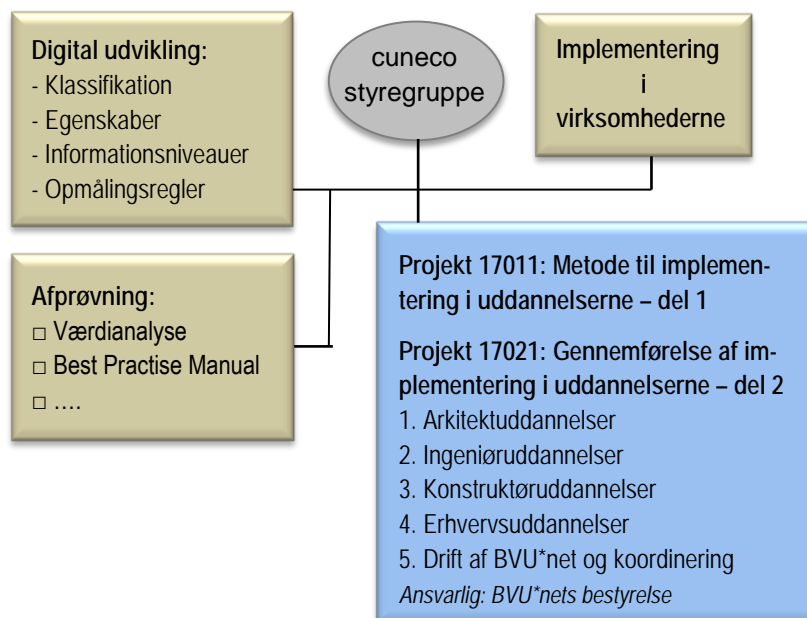 Digital udvikling:
- Klassifikation
- Egenskaber
- Informationsniveauer
- Opmålingsregler
cuneco
styregruppe
Implementering
i
virksomhederne
Afprøvning:
□ Værdianalyse
□ Best Practise Manual
□ ….
Projekt 17011: Metode til implemen-
tering i uddannelserne – del 1
Projekt 17021: Gennemførelse af im-
plementering i uddannelserne – del 2
1. Arkitektuddannelser
2. Ingeniøruddannelser
3. Konstruktøruddannelser
4. Erhvervsuddannelser
5. Drift af BVU*net og koordinering
Ansvarlig: BVU*nets bestyrelse